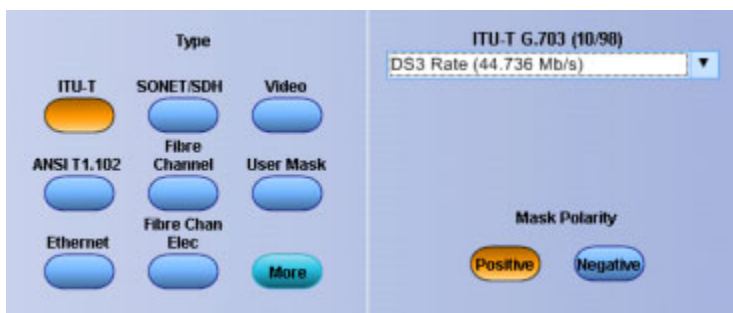 Type
ITU-T
SONET/SDH
Video
ANSI T1.102
Fibre
Channel
User Mask
Ethernet
Fibre Chan
Elec
More
ITU-T G.703 (10/98)
DS3 Rate (44.736 Mb/s)
Mask Polarity
Positive
Negative